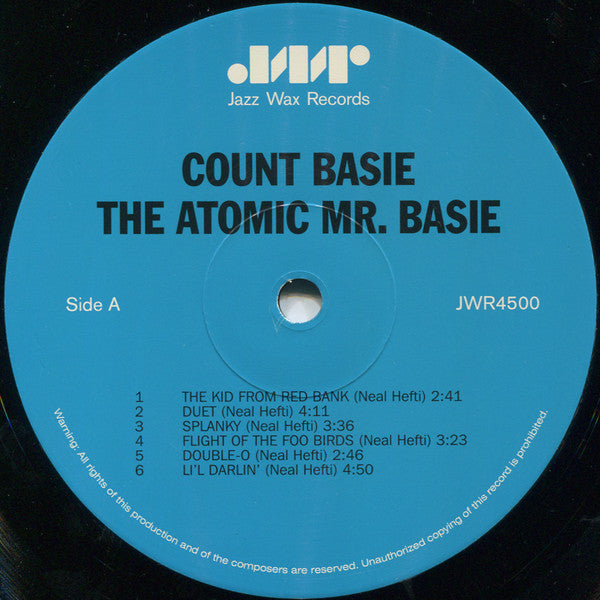 JWR
Jazz Wax Records
COUNT BASIE
THE ATOMIC MR. BASIE
Side A
JWR4500
1 THE KID FROM RED BANK (Neal Hefti) 2:41
2 DUET (Neal Hefti) 4:11
3 SPLANKY (Neal Hefti) 3:36
4 FLIGHT OF THE FOO BIRDS (Neal Hefti) 3:23
5 DOUBLE-O (Neal Hefti) 2:46
6 LI'L DARLIN' (Neal Hefti) 4:50
Warning: All rights of this production and of the composers are reserved. Unauthorized copying of this record is prohibited.